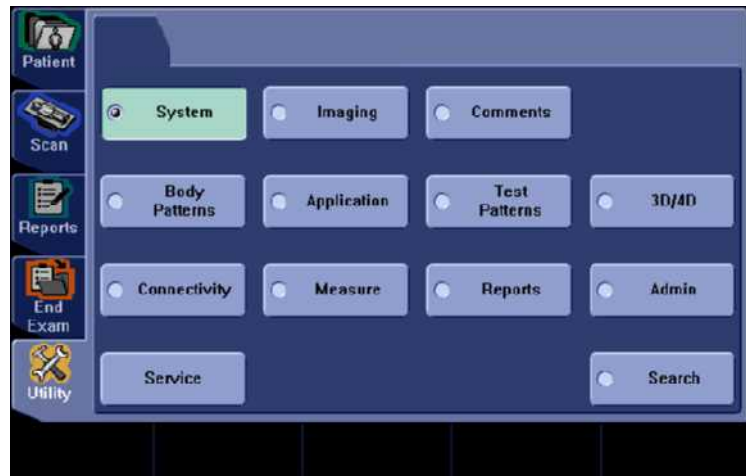 Patient
Scan
Reports
End
Exam
Utility
System
Imaging
Comments
Body
Patterns
Application
Test
Patterns
3D/4D
Connectivity
Measure
Reports
Admin
Service
Search